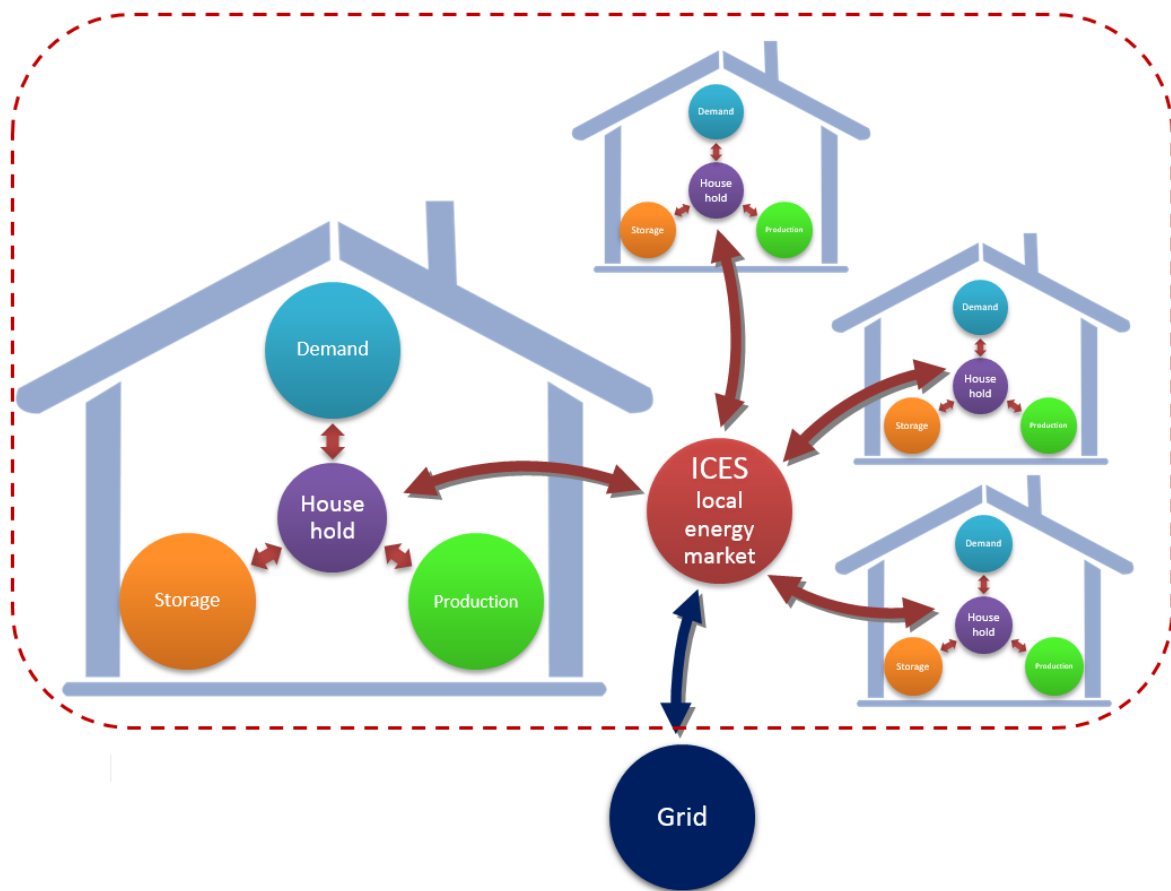 Demand
House
hold
Storage
Production
Demand
House
hold
Storage
Production
Demand
House
hold
Storage
Production
ICES
local
energy
market
Demand
House
hold
Storage
Production
Grid